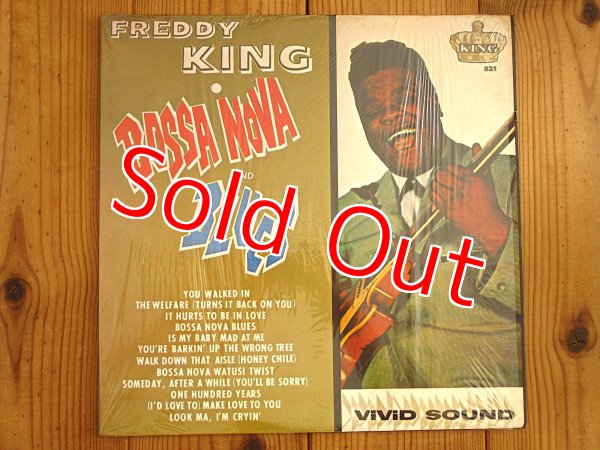 FREDDY
KING
KING
821
BOSSA NOVA
AND
BLUES
Sold Out
YOU WALKED IN
THE WELFARE (TURNS IT BACK ON YOU)
IT HURTS TO BE IN LOVE
BOSSA NOVA BLUES
IS MY BABY MAD AT ME
YOU'RE BARKIN' UP THE WRONG TREE
WALK DOWN THAT AISLE (HONEY CHILE)
BOSSA NOVA WATUSI TWIST
SOMEDAY, AFTER A WHILE (YOU'LL BE SORRY)
ONE HUNDRED YEARS
(I'D LOVE TO) MAKE LOVE TO YOU
LOOK MA, I'M CRYIN'
ViViD SOUND